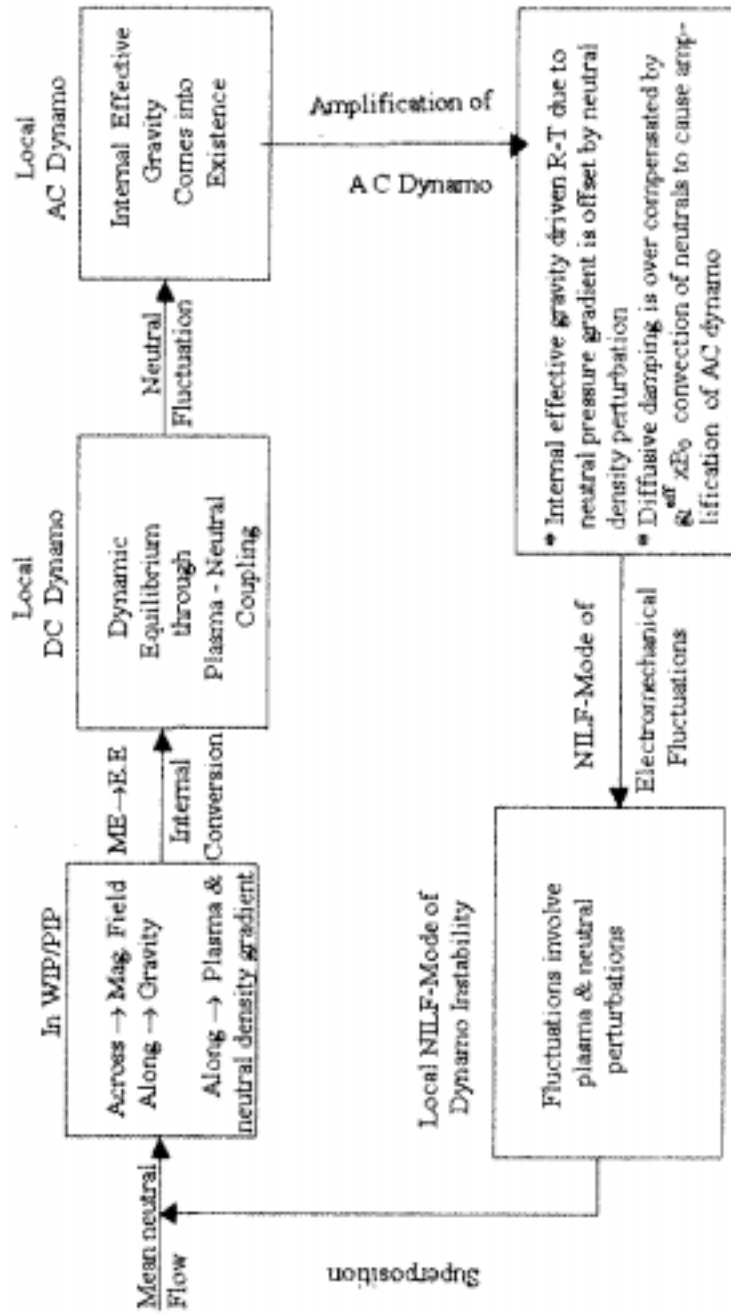 Mean neutral
Flow
In WIP/PIP
Across → Mag. Field
Along → Gravity
Along → Plasma &
neutral density gradient
ME→E.E
Internal
Conversion
Local
DC Dynamo
Dynamic
Equilibrium
through
Plasma - Neutral
Coupling
Neutral
Fluctuation
Local
AC Dynamo
Internal Effective
Gravity
Comes into
Existence
Amplification of
A C Dynamo
* Internal effective gravity driven R-T due to
neutral pressure gradient is offset by neutral
density perturbation
* Diffusive damping is over compensated by
eff xB₀ convection of neutrals to cause amp-
lification of AC dynamo
NILF-Mode of
Electromechanical
Fluctuations
Local NILF-Mode of
Dynamo Instability
Fluctuations involve
plasma & neutral
perturbations
Superposition